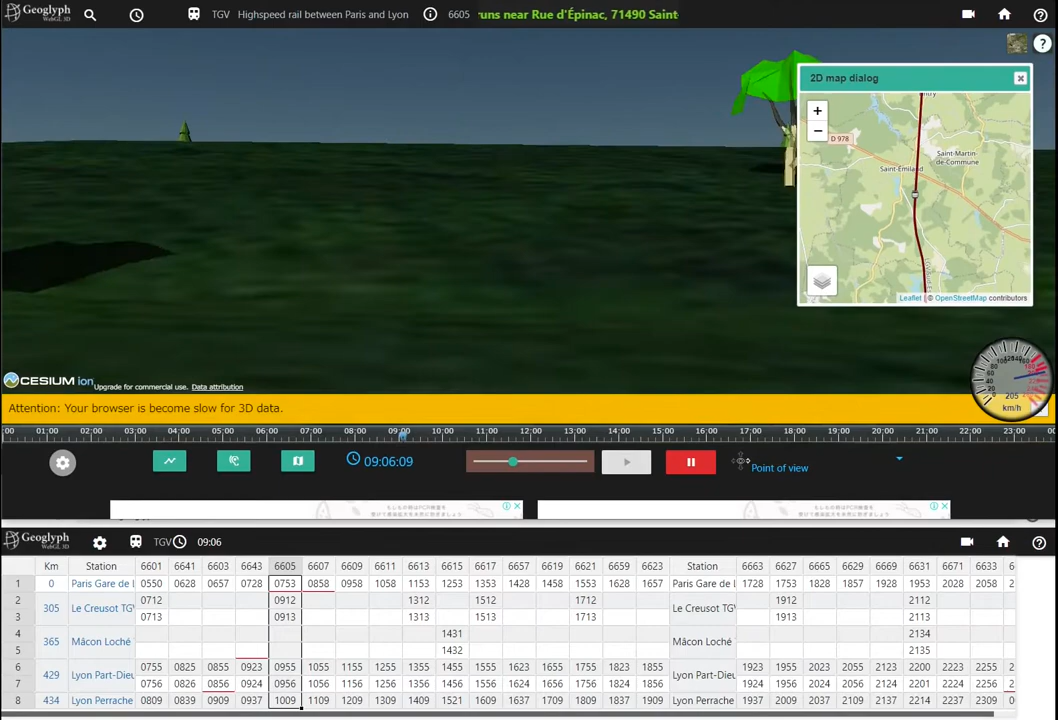 Geoglyph
WebGL 3D
TGV Highspeed rail between Paris and Lyon 6605 runs near Rue d'Épinac, 71490 Saint-
?
2D map dialog
+
−
D 978
Saint-Martin-
de-Commune
Saint-Émiland
Leaflet | © OpenStreetMap contributors
205
km/h
CESIUM ion Upgrade for commercial use. Data attribution
Attention: Your browser is become slow for 3D data.
:00 01:00 02:00 03:00 04:00 05:00 06:00 07:00 08:00 09:00 10:00 11:00 12:00 13:00 14:00 15:00 16:00 17:00 18:00 19:00 20:00 21:00 22:00 23:00 00
09:06:09 Point of view
Geoglyph
WebGL 3D
TGV 09:06
Km Station 6601 6641 6603 6643 6605 6607 6609 6611 6613 6615 6617 6657 6619 6621 6659 6623 Station 6663 6627 6665 6629 6669 6631 6671 6633 6
1 0 Paris Gare de l 0550 0628 0657 0728 0753 0858 0958 1058 1153 1253 1353 1428 1458 1553 1628 1657 Paris Gare de l 1728 1753 1828 1857 1928 1953 2028 2058 2
2 305 Le Creusot TGV 0712 0912 1312 1512 1712 Le Creusot TGV 1912 2112
3 0713 0913 1313 1513 1713 1913 2113
4 365 Mâcon Loché 1431 Mâcon Loché 2134
5 1432 2135
6 429 Lyon Part-Dieu 0755 0825 0855 0923 0955 1055 1155 1255 1355 1455 1555 1623 1655 1755 1823 1855 Lyon Part-Dieu 1923 1955 2023 2055 2123 2200 2223 2255 2
7 0756 0826 0856 0924 0956 1056 1156 1256 1356 1456 1556 1624 1656 1756 1824 1856 1924 1956 2024 2056 2124 2201 2224 2256 2
8 434 Lyon Perrache 0809 0839 0909 0937 1009 1109 1209 1309 1409 1521 1609 1637 1709 1809 1837 1909 Lyon Perrache 1937 2009 2037 2109 2137 2214 2237 2309 0